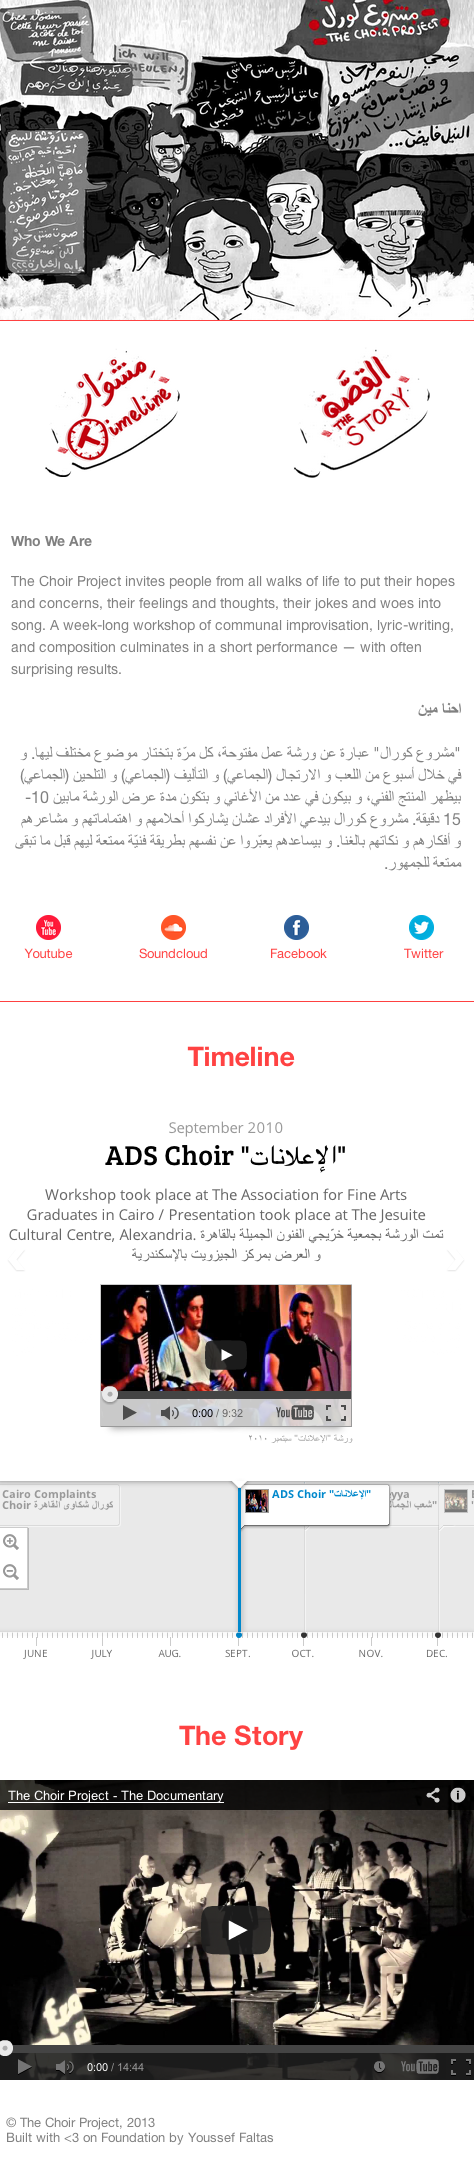 Cher Voisin
Cette heure passée
à côté de toi
me laise
pensive
ich will
HEULEN!
مشروع كورال
THE CHOIR PROJECT
مشوار
Timeline
القصّة
THE
STORY
Who We Are
The Choir Project invites people from all walks of life to put their hopes
and concerns, their feelings and thoughts, their jokes and woes into
song. A week-long workshop of communal improvisation, lyric-writing,
and composition culminates in a short performance — with often
surprising results.
احنا مين
"مشروع كورال" عبارة عن ورشة عمل مفتوحة، كل مرّة بتختار موضوع مختلف ليها. و
في خلال أسبوع من اللعب و الارتجال (الجماعي) و التأليف (الجماعي) و التلحين (الجماعي)
بيظهر المنتج الفني، و بيكون في عدد من الأغاني و بتكون مدة عرض الورشة مابين 10-
15 دقيقة. مشروع كورال بيدعي الأفراد عشان يشاركوا أحلامهم و اهتماماتهم و مشاعرهم
و أفكارهم و نكاتهم بالغنا. و بيساعدهم يعبّروا عن نفسهم بطريقة فنيّة ممتعة ليهم قبل ما تبقى
ممتعة للجمهور.
Youtube Soundcloud Facebook Twitter
Timeline
September 2010
ADS Choir "الإعلانات"
Workshop took place at The Association for Fine Arts
Graduates in Cairo / Presentation took place at The Jesuite
Cultural Centre, Alexandria. تمت الورشة بجمعية خرّيجي الفنون الجميلة بالقاهرة
و العرض بمركز الجيزويت بالإسكندرية
0:00 / 9:32 YouTube
ورشة "الإعلانات" سبتمبر ٢٠١٠
Cairo Complaints
Choir كورال شكاوى القاهرة
ADS Choir "الإعلانات"
JUNE JULY AUG. SEPT. OCT. NOV. DEC.
The Story
The Choir Project - The Documentary
0:00 / 14:44 YouTube
© The Choir Project, 2013
Built with <3 on Foundation by Youssef Faltas